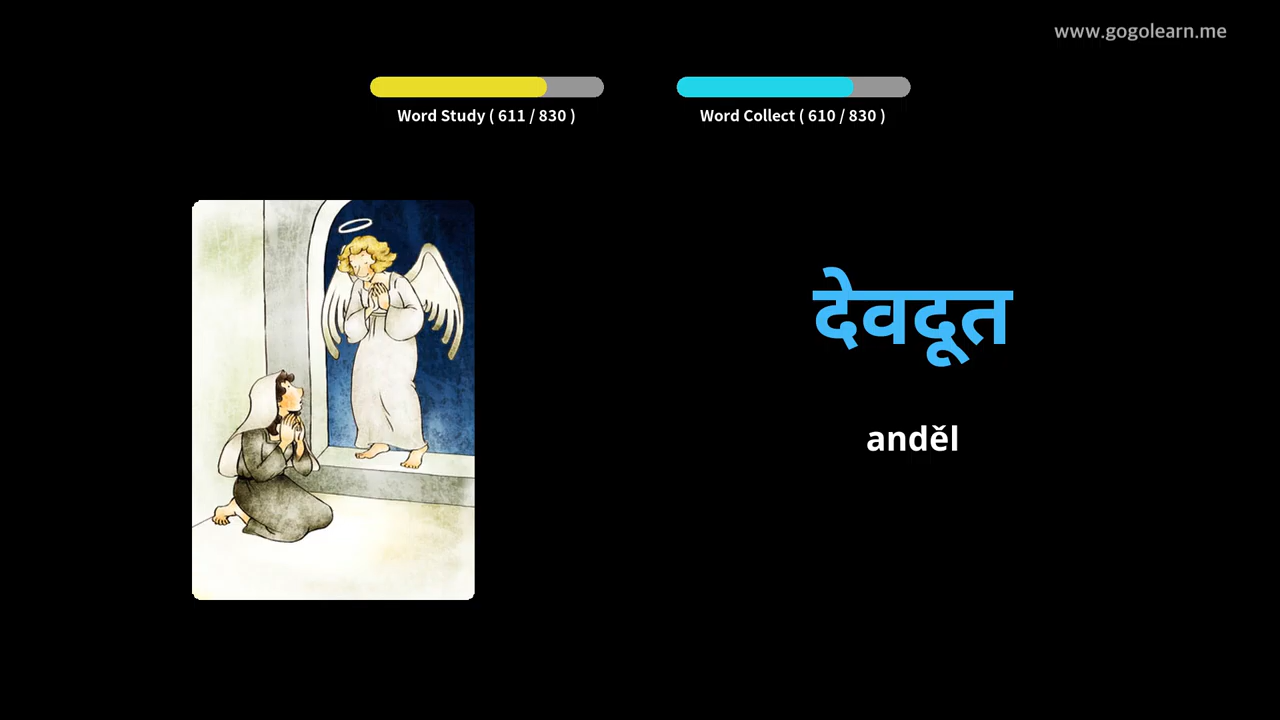 www.gogolearn.me
Word Study ( 611 / 830 )
Word Collect ( 610 / 830 )
देवदूत
anděl